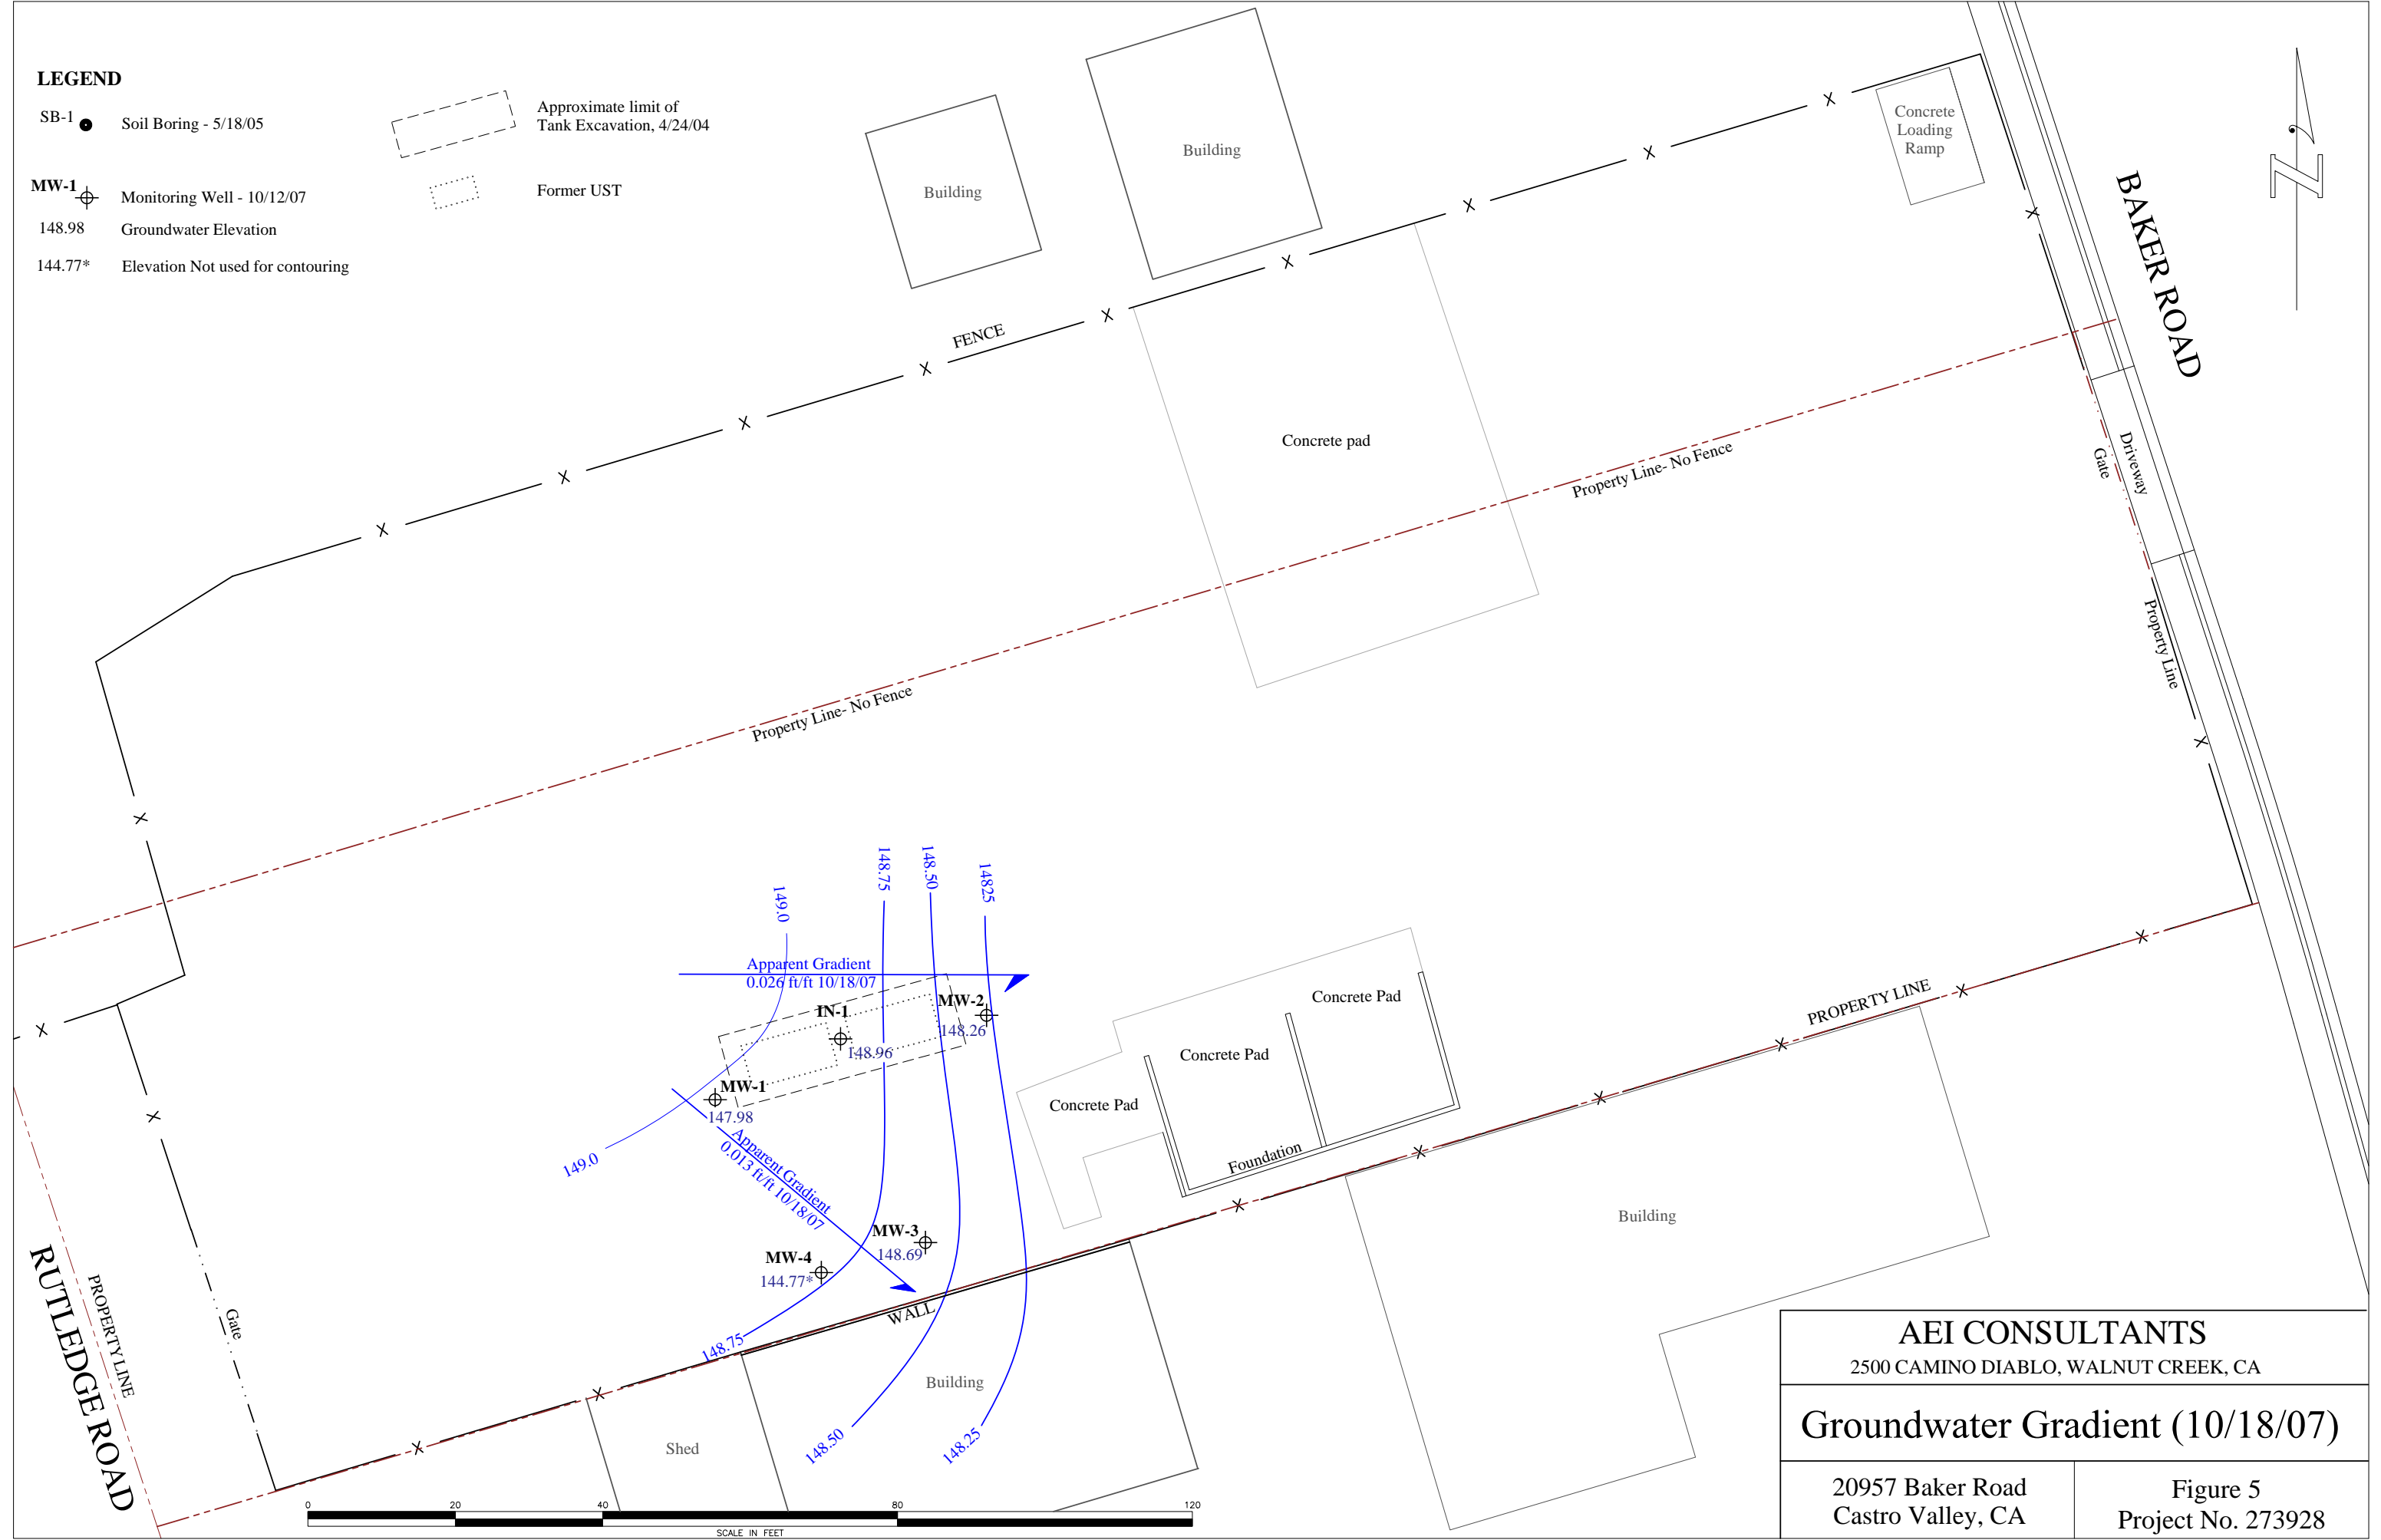 LEGEND
SB-1
Soil Boring - 5/18/05
Approximate limit of
Tank Excavation, 4/24/04
MW-1
Monitoring Well - 10/12/07
Former UST
148.98
Groundwater Elevation
144.77*
Elevation Not used for contouring
Building
Building
Concrete
Loading
Ramp
N
BAKER ROAD
FENCE
Concrete pad
Property Line- No Fence
Driveway
Gate
Property Line
Property Line- No Fence
149.0
148.75
148.50
14825
Apparent Gradient
0.026 ft/ft 10/18/07
IN-1
148.96
MW-2
148.26
MW-1
147.98
149.0
Apparent Gradient
0.013 ft/ft 10/18/07
MW-3
148.69
MW-4
144.77*
148.75
148.50
148.25
Concrete Pad
Concrete Pad
Concrete Pad
Foundation
PROPERTY LINE
Building
WALL
Building
Shed
Gate
PROPERTY LINE
RUTLEDGE ROAD
0 20 40 80 120
SCALE IN FEET
AEI CONSULTANTS
2500 CAMINO DIABLO, WALNUT CREEK, CA
Groundwater Gradient (10/18/07)
20957 Baker Road
Castro Valley, CA
Figure 5
Project No. 273928